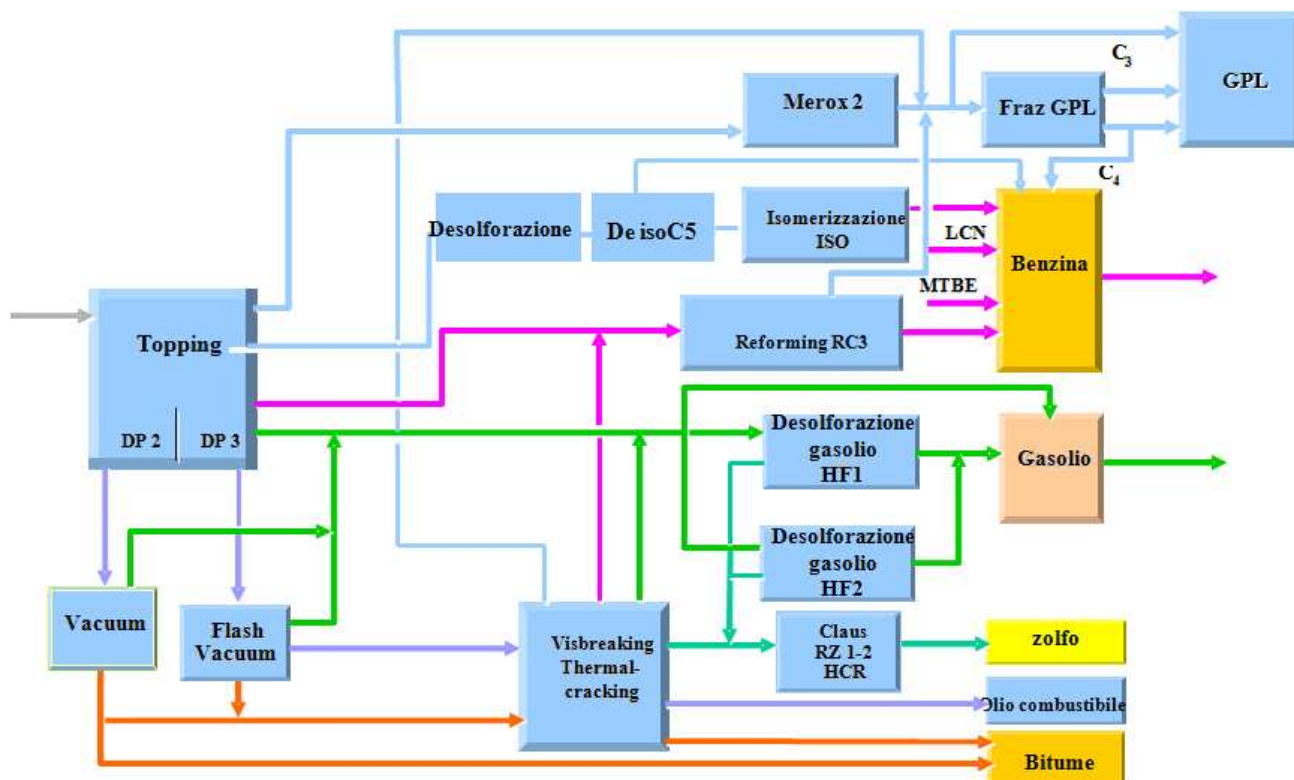 C3
GPL
Merox 2
Fraz GPL
C4
Desolforazione
De isoC5
Isomerizzazione
ISO
LCN
Benzina
MTBE
Topping
Reforming RC3
DP 2
DP 3
Desolforazione
gasolio
HF1
Gasolio
Desolforazione
gasolio
HF2
Vacuum
Flash
Vacuum
Visbreaking
Thermal-
cracking
Claus
RZ 1-2
HCR
zolfo
Olio combustibile
Bitume